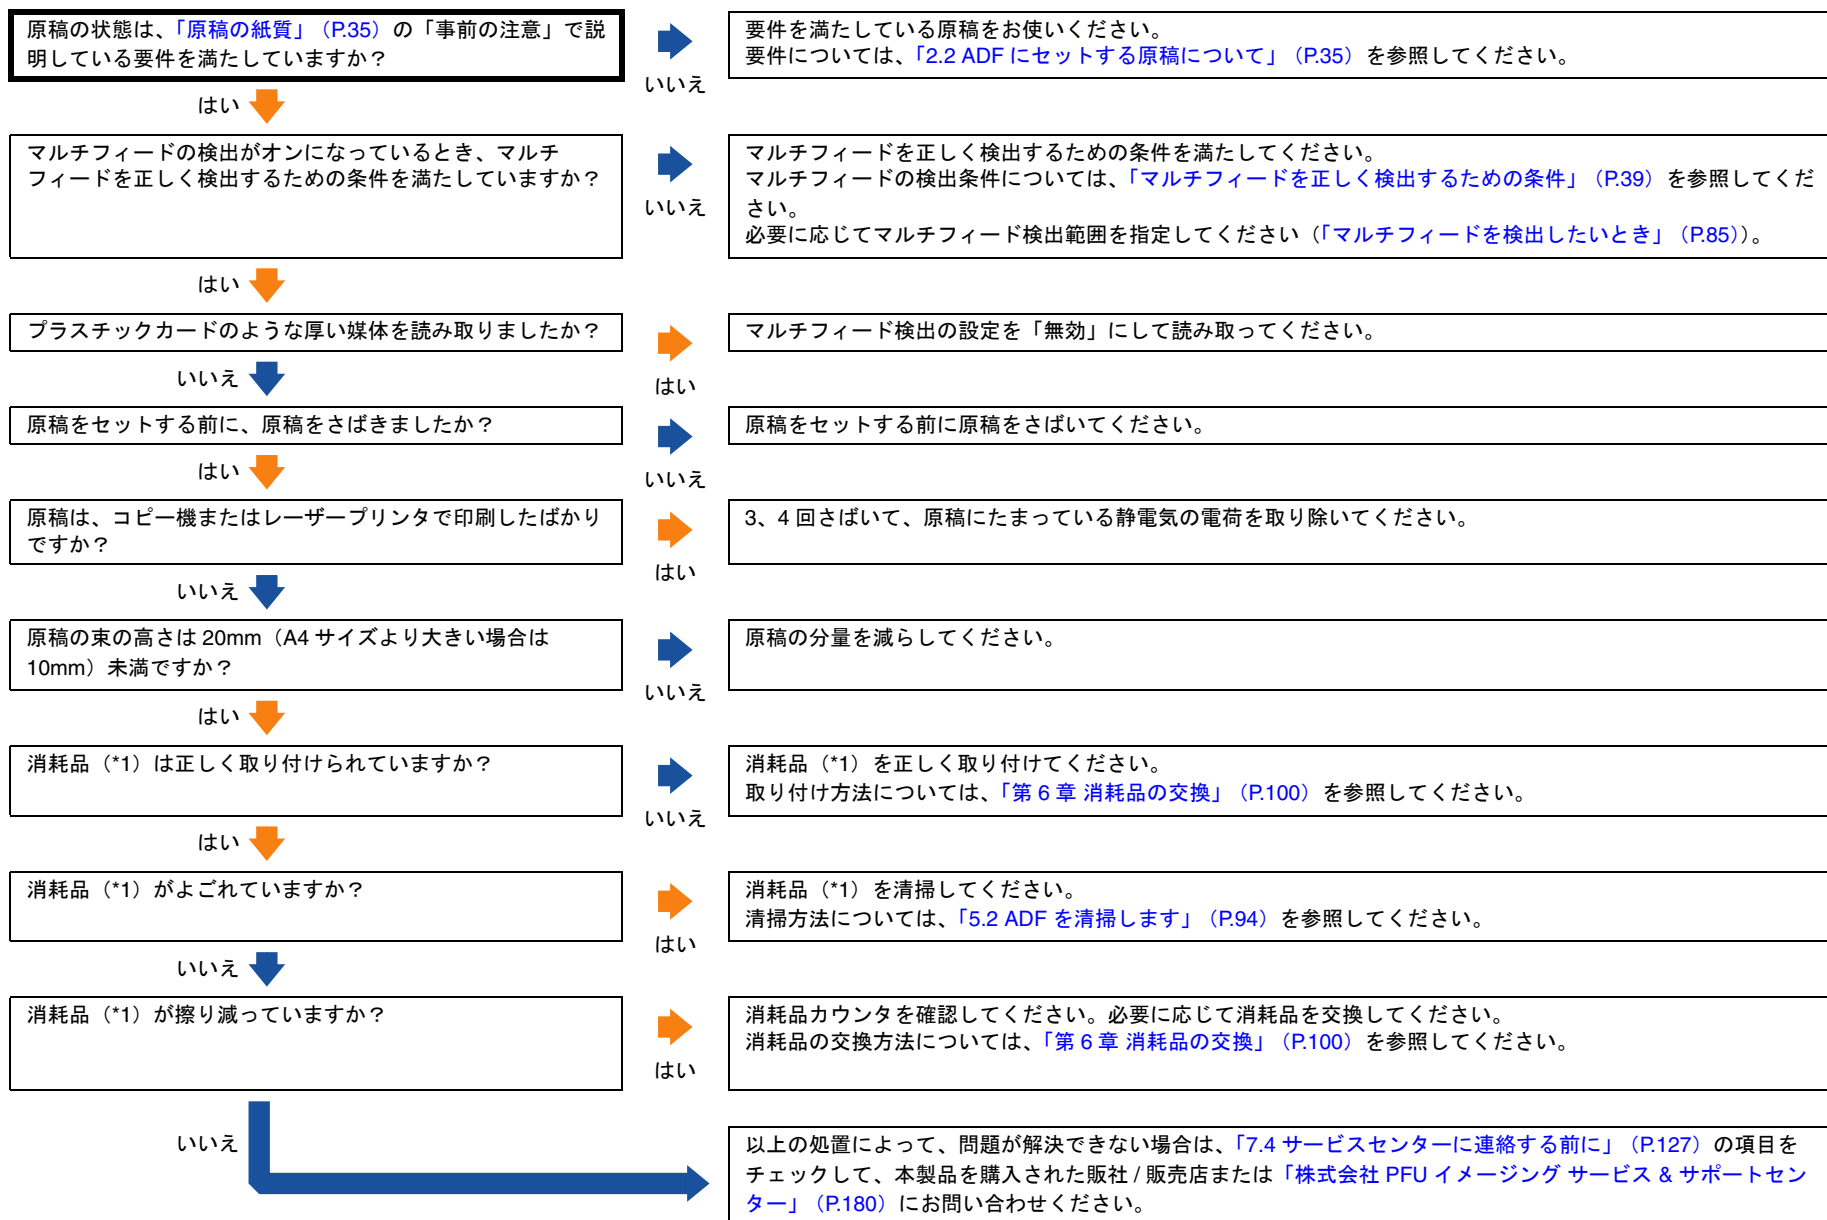 原稿の状態は、「原稿の紙質」（P.35）の「事前の注意」で説
明している要件を満たしていますか？
いいえ
要件を満たしている原稿をお使いください。
要件については、「2.2 ADF にセットする原稿について」（P.35）を参照してください。
はい
マルチフィードの検出がオンになっているとき、マルチ
フィードを正しく検出するための条件を満たしていますか？
いいえ
マルチフィードを正しく検出するための条件を満たしてください。
マルチフィードの検出条件については、「マルチフィードを正しく検出するための条件」（P.39）を参照してくだ
さい。
必要に応じてマルチフィード検出範囲を指定してください（「マルチフィードを検出したいとき」（P.85））。
はい
プラスチックカードのような厚い媒体を読み取りましたか？
はい
マルチフィード検出の設定を「無効」にして読み取ってください。
いいえ
原稿をセットする前に、原稿をさばきましたか？
いいえ
原稿をセットする前に原稿をさばいてください。
はい
原稿は、コピー機またはレーザープリンタで印刷したばかり
ですか？
はい
3、4 回さばいて、原稿にたまっている静電気の電荷を取り除いてください。
いいえ
原稿の束の高さは 20mm（A4 サイズより大きい場合は
10mm）未満ですか？
いいえ
原稿の分量を減らしてください。
はい
消耗品（*1）は正しく取り付けられていますか？
いいえ
消耗品（*1）を正しく取り付けてください。
取り付け方法については、「第 6 章 消耗品の交換」（P.100）を参照してください。
はい
消耗品（*1）がよごれていますか？
はい
消耗品（*1）を清掃してください。
清掃方法については、「5.2 ADF を清掃します」（P.94）を参照してください。
いいえ
消耗品（*1）が擦り減っていますか？
はい
消耗品カウンタを確認してください。必要に応じて消耗品を交換してください。
消耗品の交換方法については、「第 6 章 消耗品の交換」（P.100）を参照してください。
いいえ
以上の処置によって、問題が解決できない場合は、「7.4 サービスセンターに連絡する前に」（P.127）の項目を
チェックして、本製品を購入された販社 / 販売店または「株式会社 PFU イメージング サービス & サポートセン
ター」（P.180）にお問い合わせください。